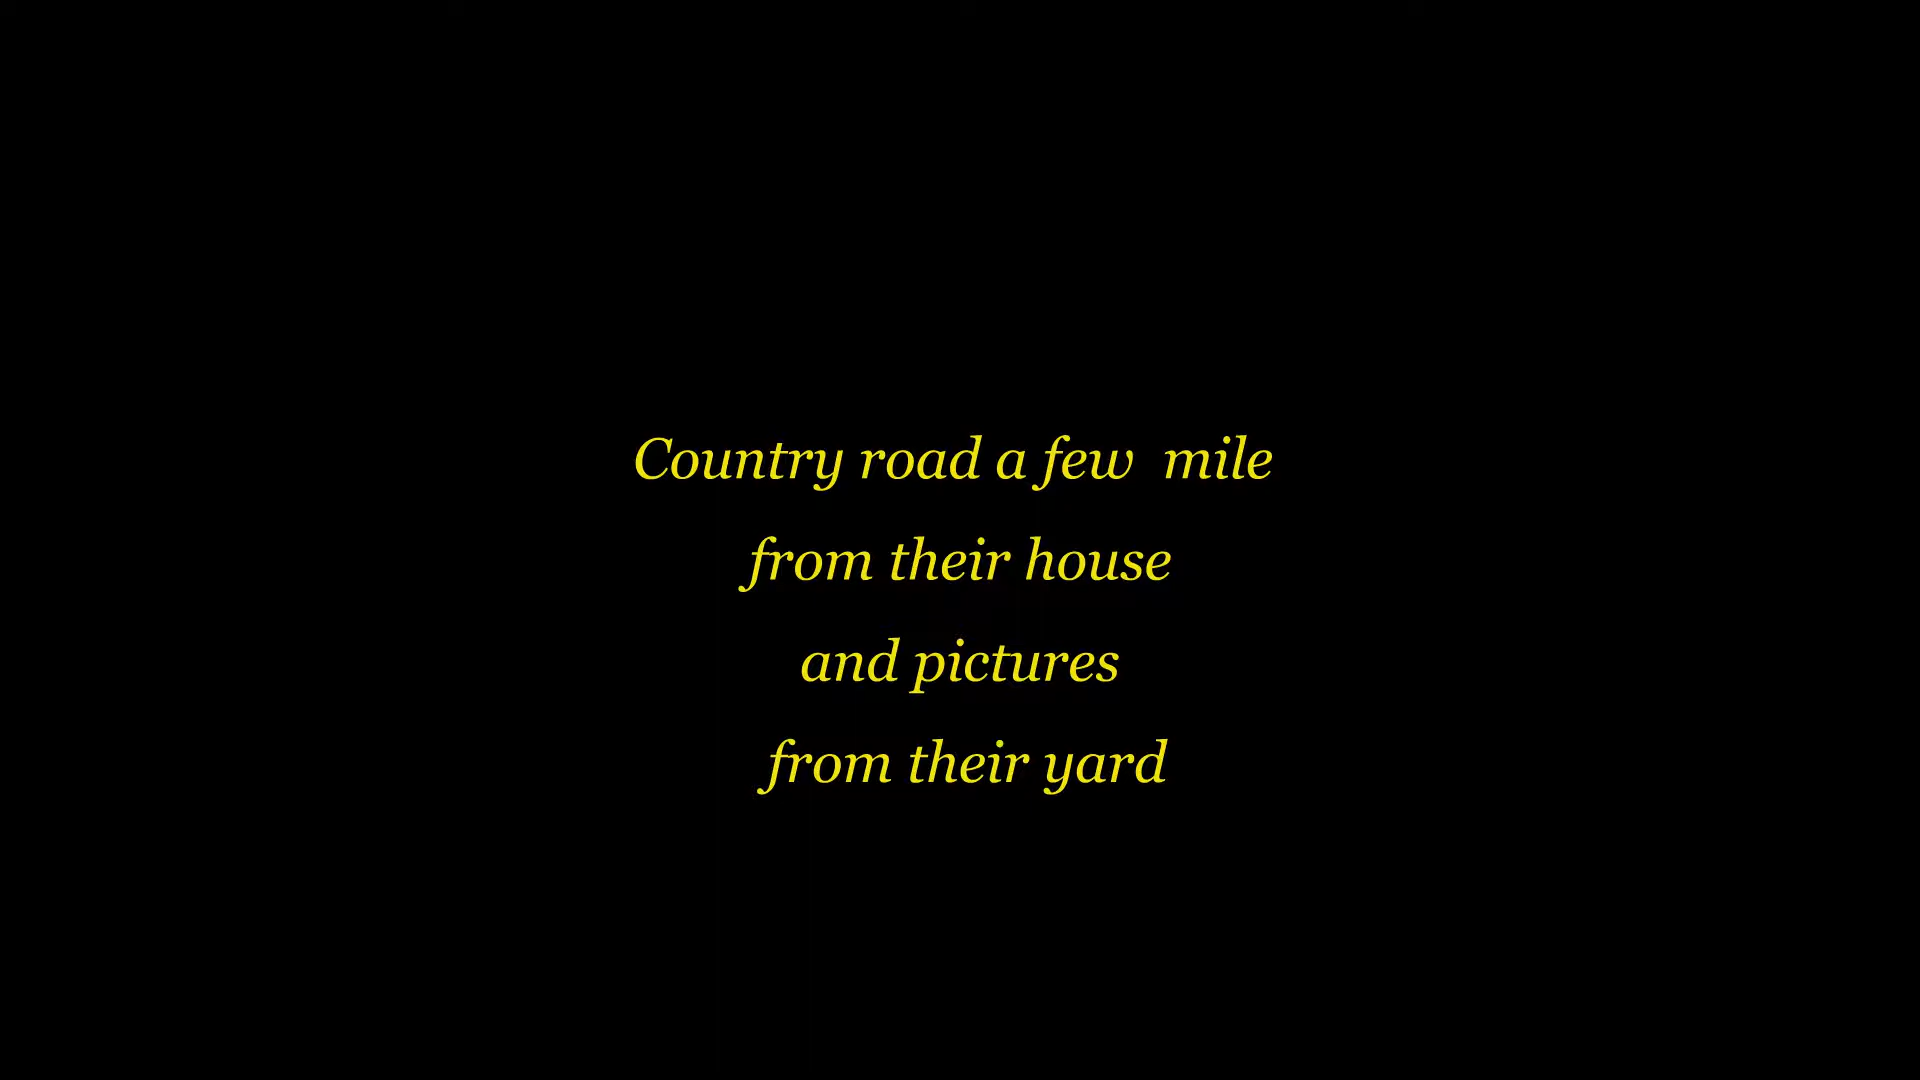 Country road a few  mile
from their house
and pictures
from their yard